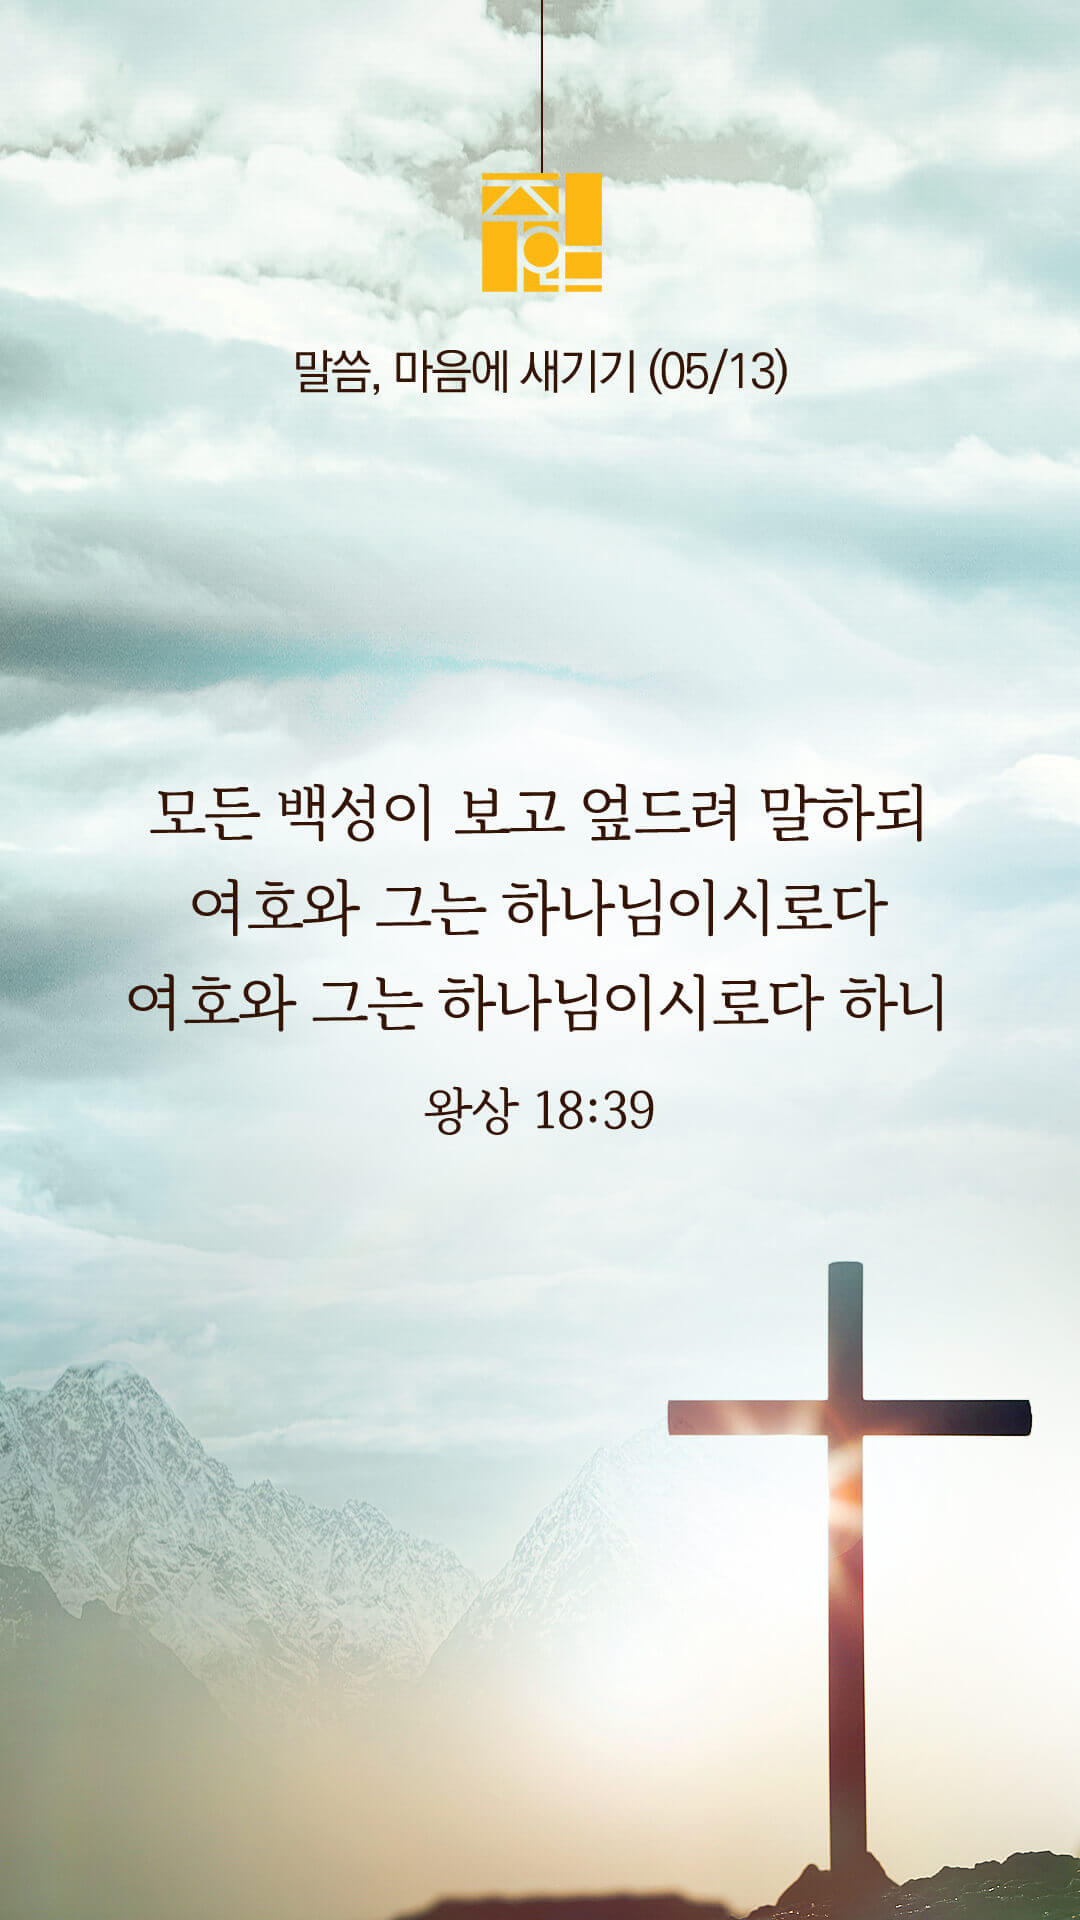 말씀, 마음에 새기기 (05/13)
모든 백성이 보고 엎드려 말하되
여호와 그는 하나님이시로다
여호와 그는 하나님이시로다 하니
왕상 18:39